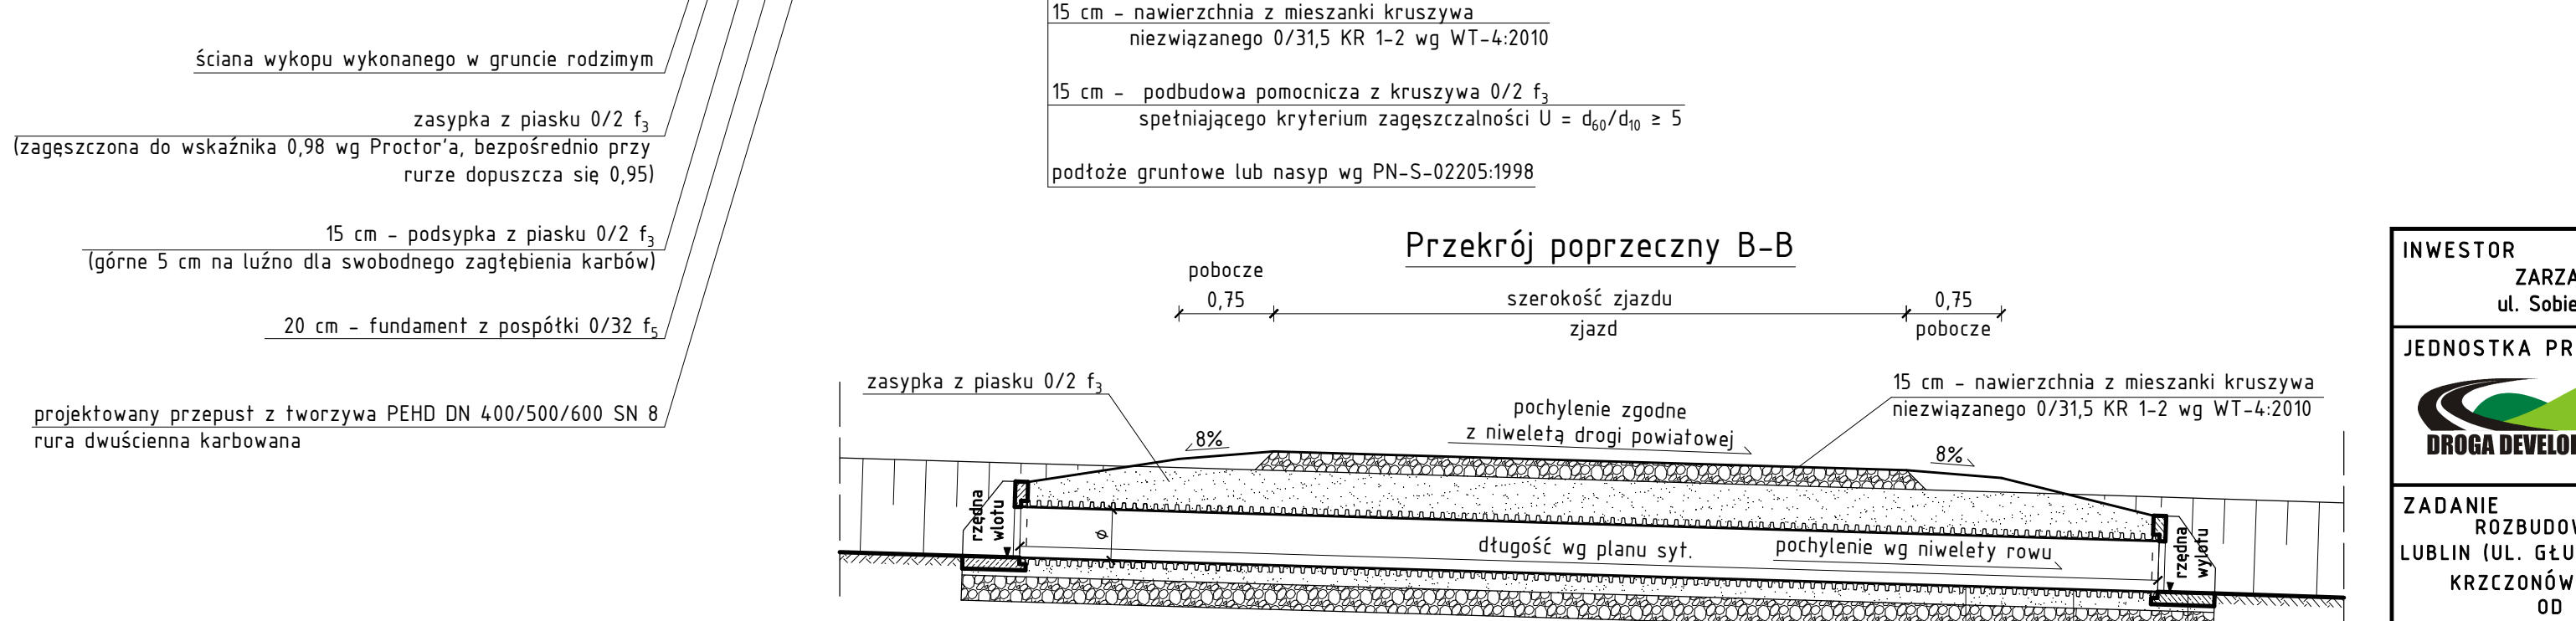 ściana wykopu wykonanego w gruncie rodzimym
zasypka z piasku 0/2 f3
(zagęszczona do wskaźnika 0,98 wg Proctor'a, bezpośrednio przy
rurze dopuszcza się 0,95)
15 cm - podsypka z piasku 0/2 f3
(górne 5 cm na luźno dla swobodnego zagłębienia karbów)
20 cm - fundament z pospółki 0/32 f5
projektowany przepust z tworzywa PEHD DN 400/500/600 SN 8
rura dwuścienna karbowana
15 cm - nawierzchnia z mieszanki kruszywa
niezwiązanego 0/31,5 KR 1-2 wg WT-4:2010
15 cm - podbudowa pomocnicza z kruszywa 0/2 f3
spełniającego kryterium zagęszczalności U = d60/d10 ≥ 5
podłoże gruntowe lub nasyp wg PN-S-02205:1998
Przekrój poprzeczny B-B
pobocze
0,75
szerokość zjazdu
zjazd
0,75
pobocze
zasypka z piasku 0/2 f3
15 cm - nawierzchnia z mieszanki kruszywa
niezwiązanego 0/31,5 KR 1-2 wg WT-4:2010
pochylenie zgodne
z niweletą drogi powiatowej
8%
8%
rzędna
wlotu
ø
długość wg planu syt.
pochylenie wg niwelety rowu
rzędna
wylotu
INWESTOR
ZARZĄ
ul. Sobie
JEDNOSTKA PR
DROGA DEVELO
ZADANIE
ROZBUDOW
LUBLIN (UL. GŁU
KRZCZONÓW
OD